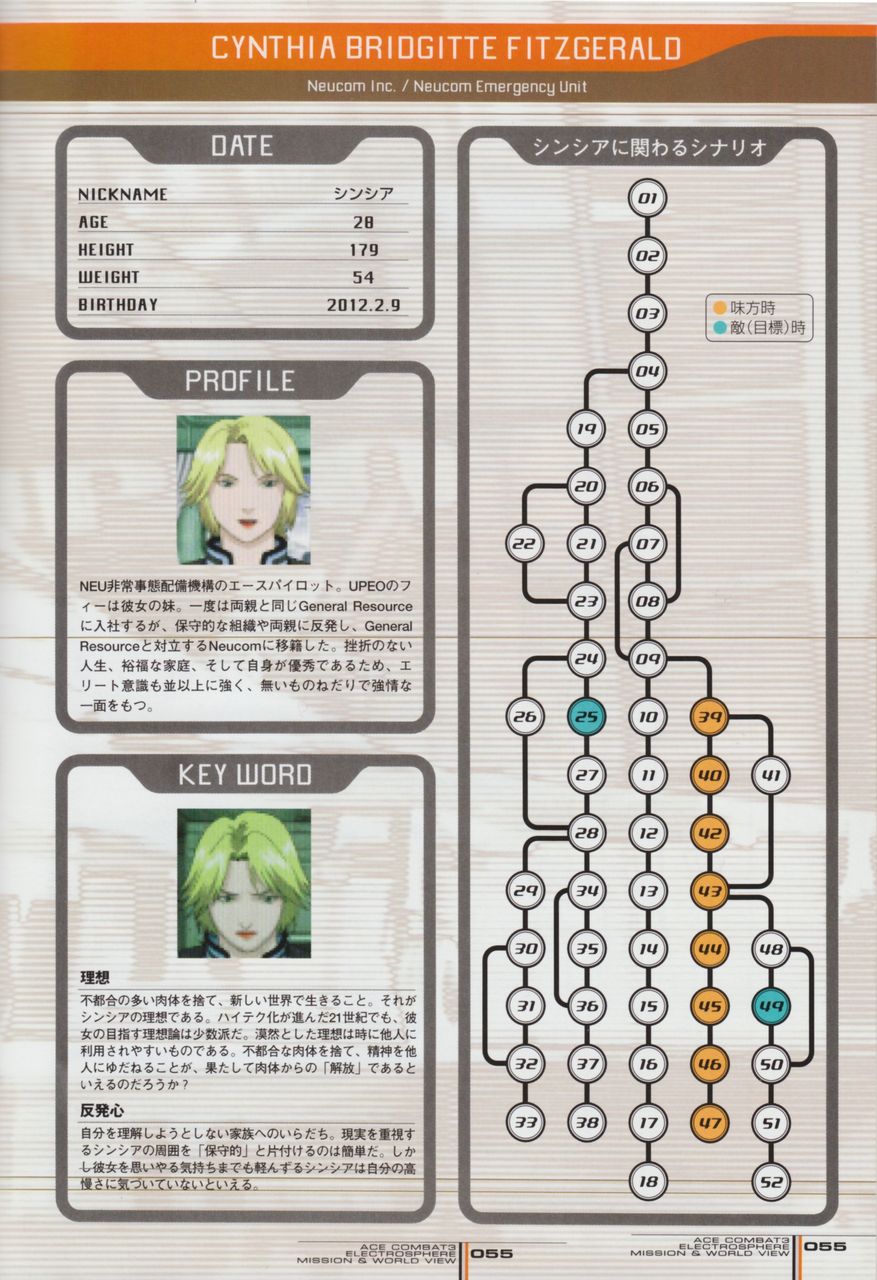 CYNTHIA BRIDGITTE FITZGERALD
Neucom Inc. / Neucom Emergency Unit
DATE
NICKNAME シンシア
AGE 28
HEIGHT 179
WEIGHT 54
BIRTHDAY 2012.2.9
PROFILE
NEU非常事態配備機構のエースパイロット。UPEOのフ
ィーは彼女の妹。一度は両親と同じGeneral Resource
に入社するが、保守的な組織や両親に反発し、General
Resourceと対立するNeucomに移籍した。挫折のない
人生、裕福な家庭、そして自身が優秀であるため、エ
リート意識も並以上に強く、無いものねだりで強情な
一面をもつ。
KEY WORD
理想
不都合の多い肉体を捨て、新しい世界で生きること。それが
シンシアの理想である。ハイテク化が進んだ21世紀でも、彼
女の目指す理想論は少数派だ。漠然とした理想は時に他人に
利用されやすいものである。不都合な肉体を捨て、精神を他
人にゆだねることが、果たして肉体からの「解放」であると
いえるのだろうか?
反発心
自分を理解しようとしない家族へのいらだち。現実を重視す
るシンシアの周囲を「保守的」と片付けるのは簡単だ。しか
し彼女を思いやる気持ちまでも軽んずるシンシアは自分の高
慢さに気づいていないといえる。
シンシアに関わるシナリオ
味方時
敵(目標)時
01
02
03
04
19 05
20 06
22 21 07
23 08
24 09
26 25 10 39
27 11 40 41
28 12 42
29 34 13 43
30 35 14 44 48
31 36 15 45 49
32 37 16 46 50
33 38 17 47 51
18 52
ACE COMBAT3
ELECTROSPHERE
MISSION & WORLD VIEW
055
ACE COMBAT3
ELECTROSPHERE
MISSION & WORLD VIEW
055